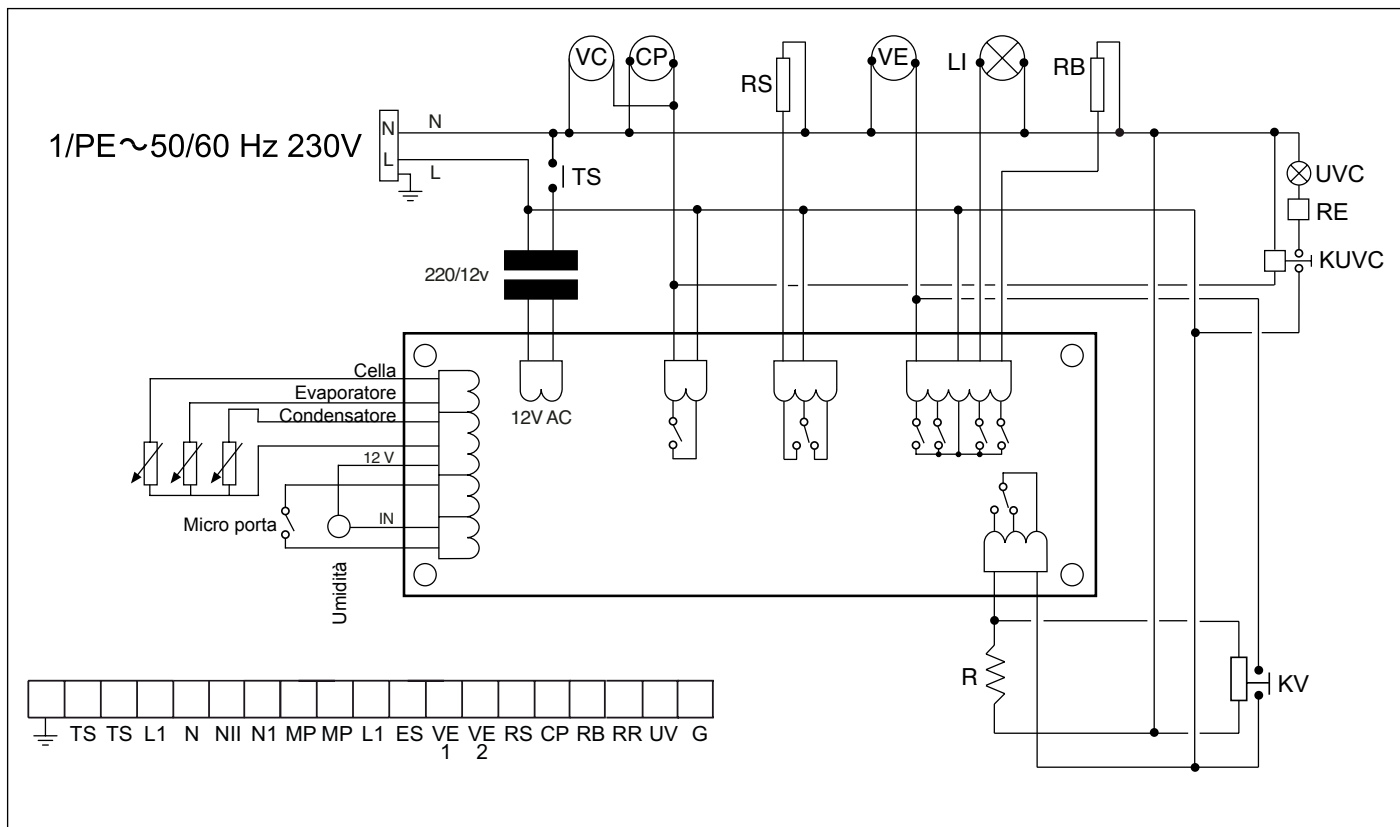 VC CP
RS
VE
LI
RB
1/PE～50/60 Hz 230V
N
N
L
L
TS
UVC
RE
KUVC
220/12v
Cella
Evaporatore
Condensatore
12V AC
12 V
Micro porta
IN
Umidità
R
KV
TS TS L1 N NII N1 MP MP L1 ES VE 1 VE 2 RS CP RB RR UV G